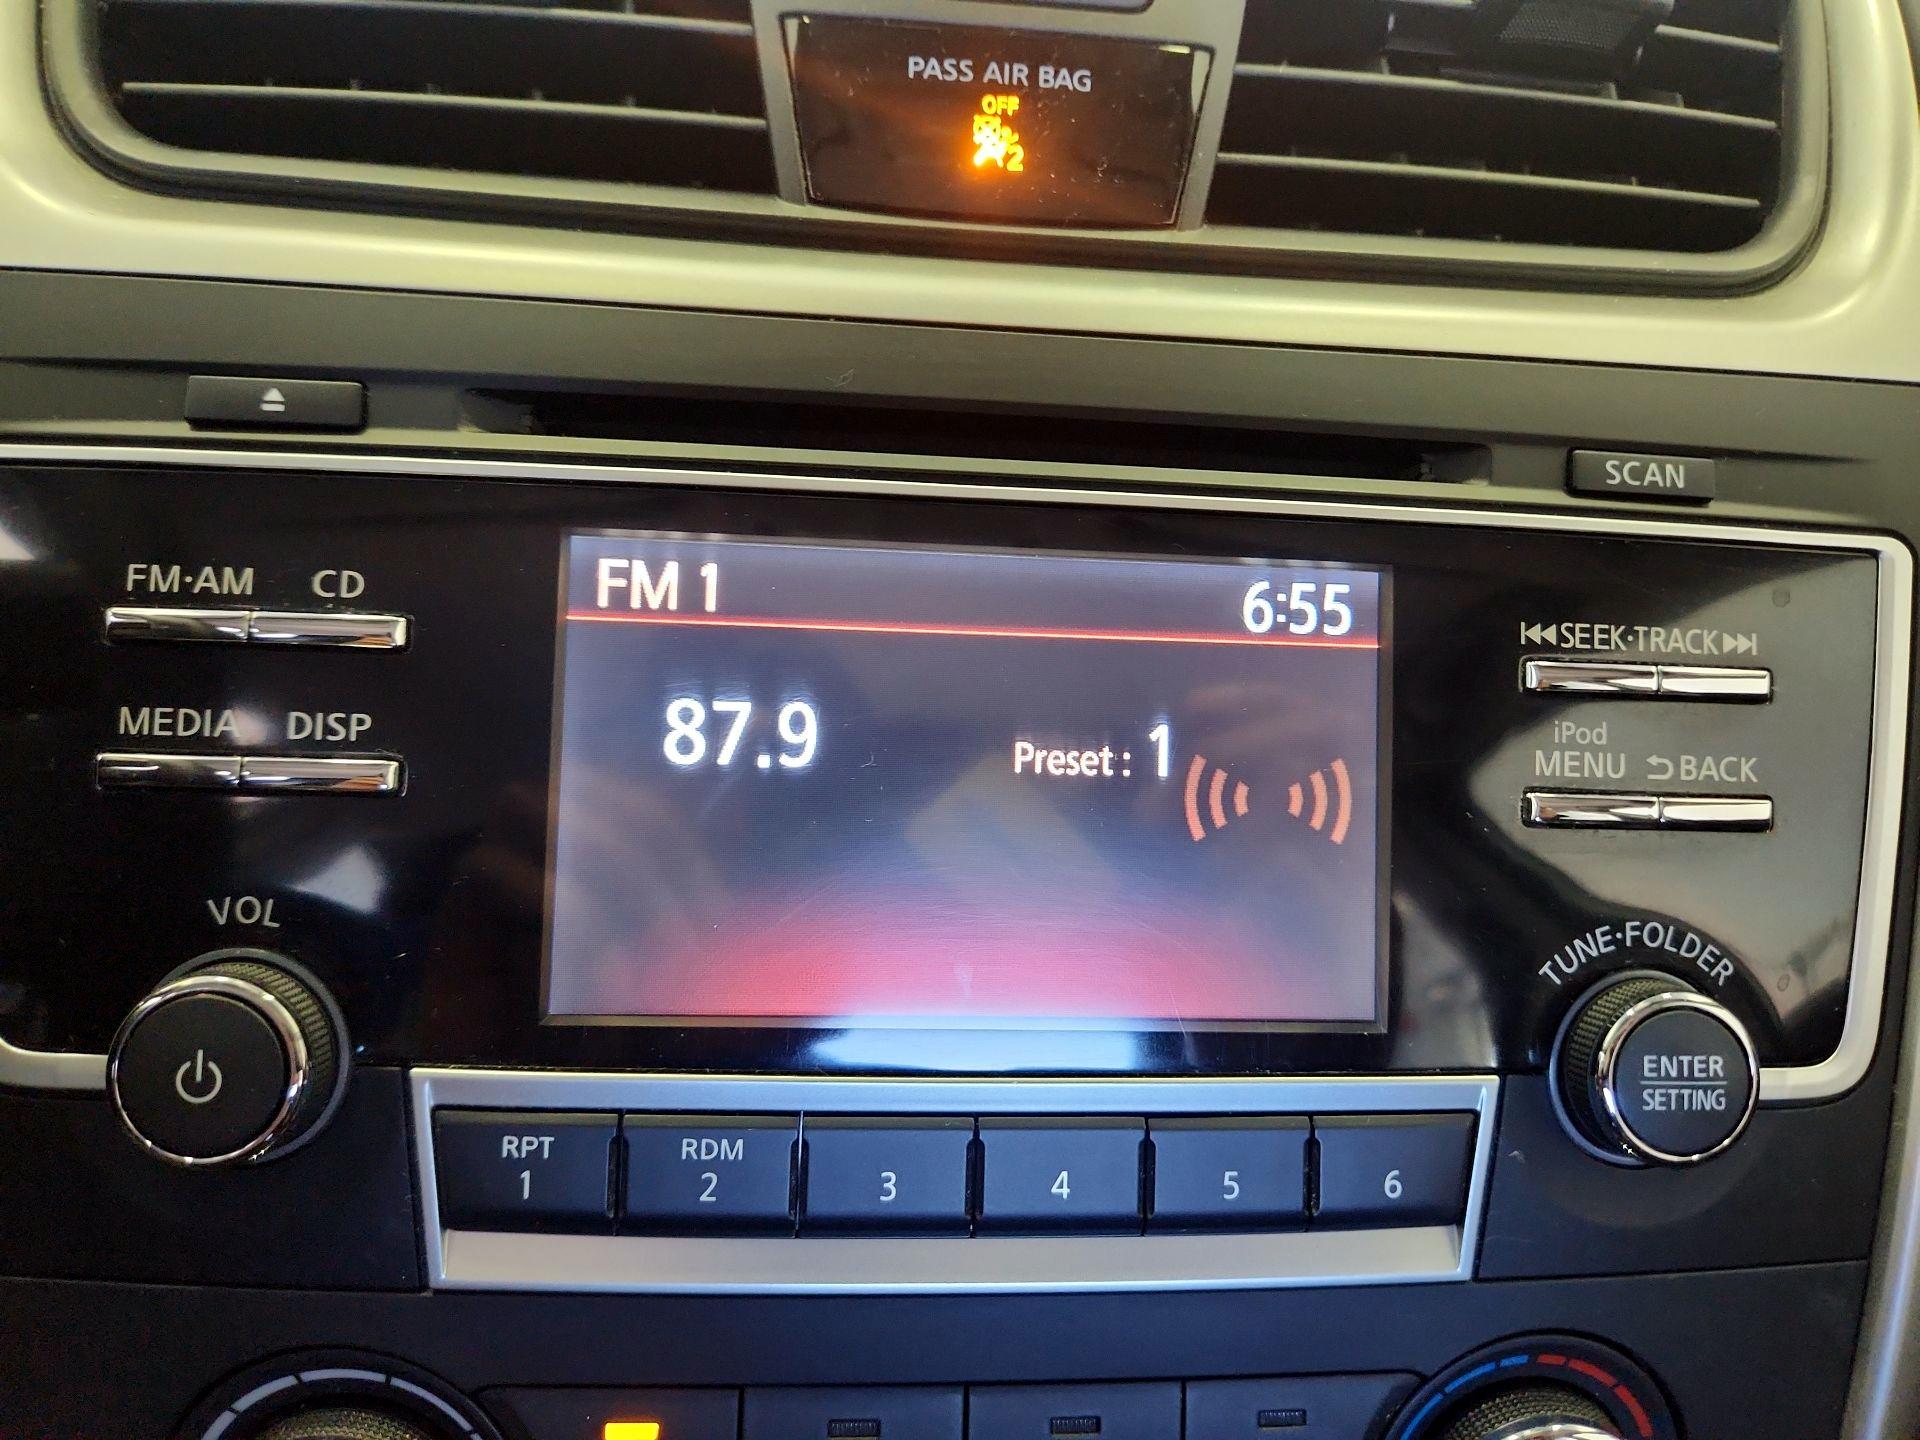 PASS AIR BAG
OFF
2
SCAN
FM·AM CD
FM 1 6:55
SEEK·TRACK
87.9 Preset: 1
MEDIA DISP
iPod
MENU BACK
VOL
TUNE·FOLDER
ENTER
SETTING
RPT RDM
1 2 3 4 5 6